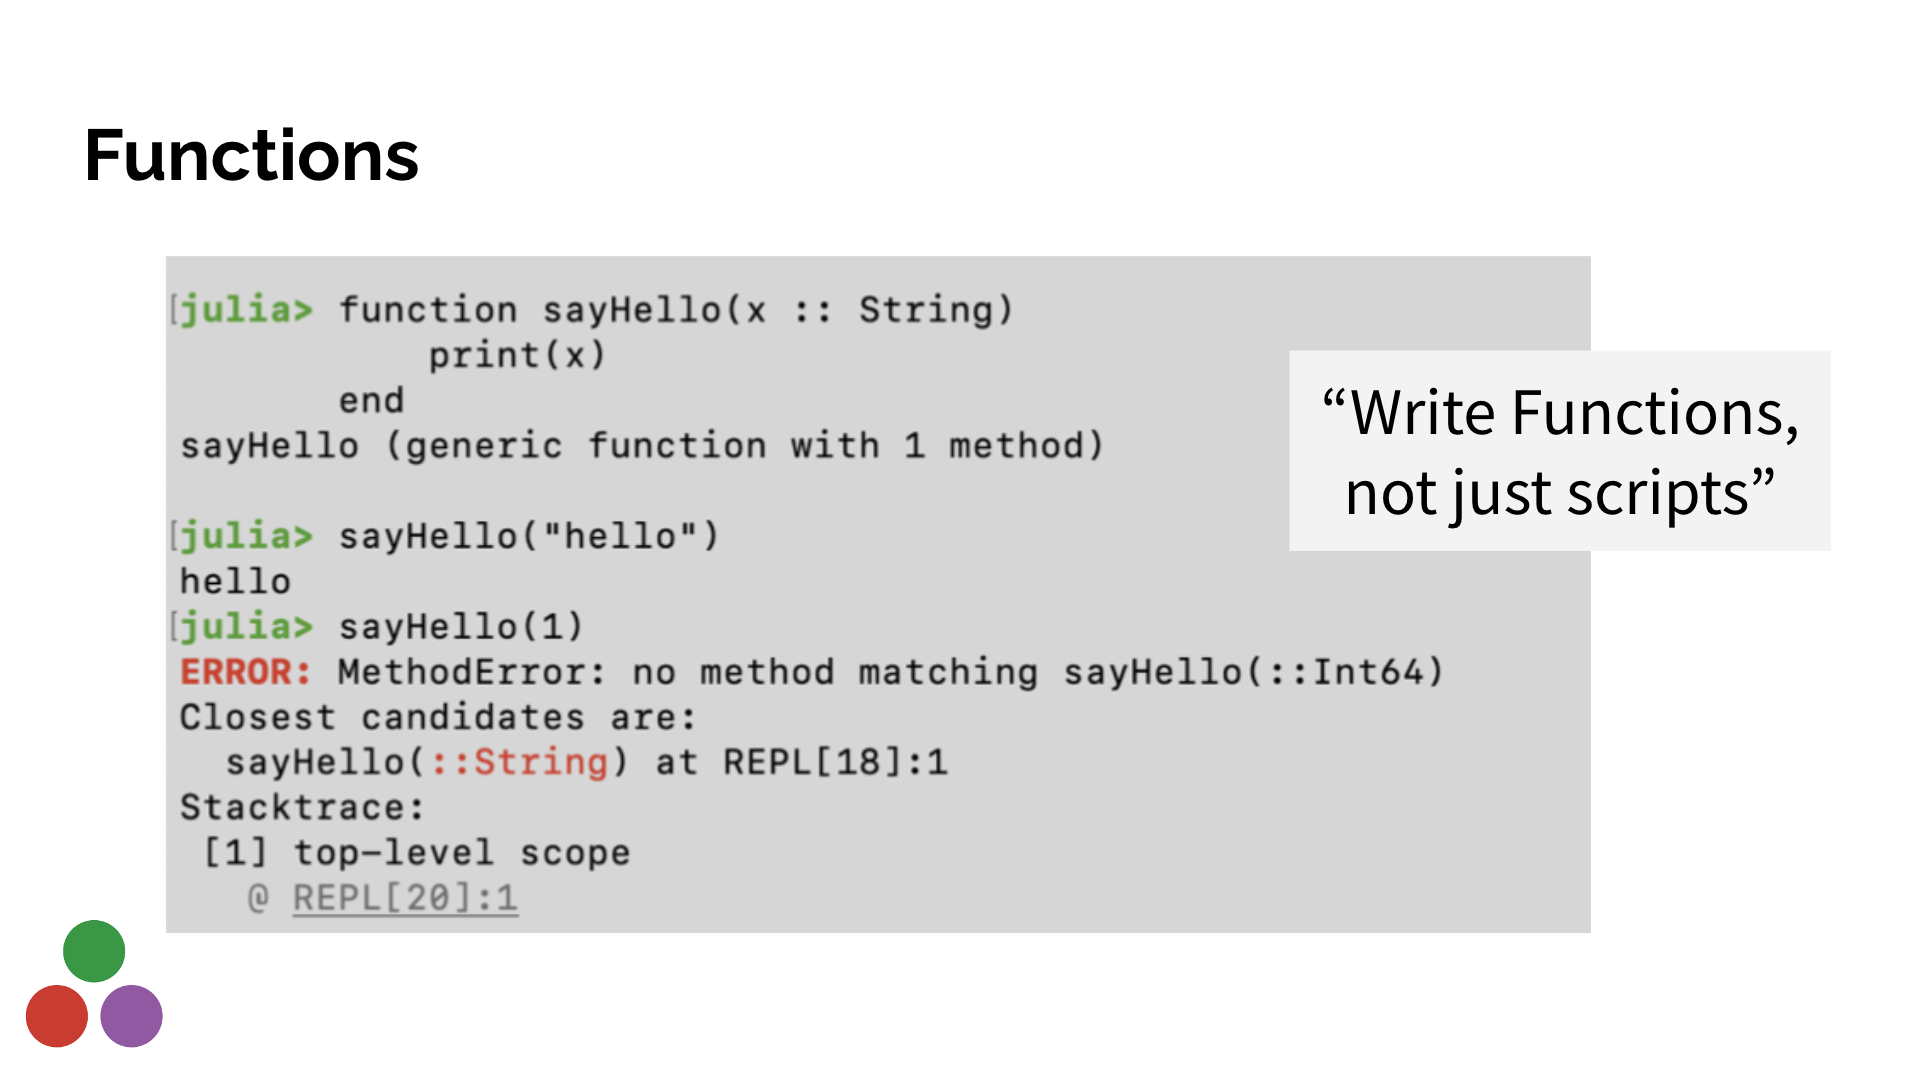 Functions
[julia> function sayHello(x :: String)
print(x)
end
sayHello (generic function with 1 method)
[julia> sayHello("hello")
hello
[julia> sayHello(1)
ERROR: MethodError: no method matching sayHello(::Int64)
Closest candidates are:
sayHello(::String) at REPL[18]:1
Stacktrace:
[1] top-level scope
@ REPL[20]:1
“Write Functions,
not just scripts”